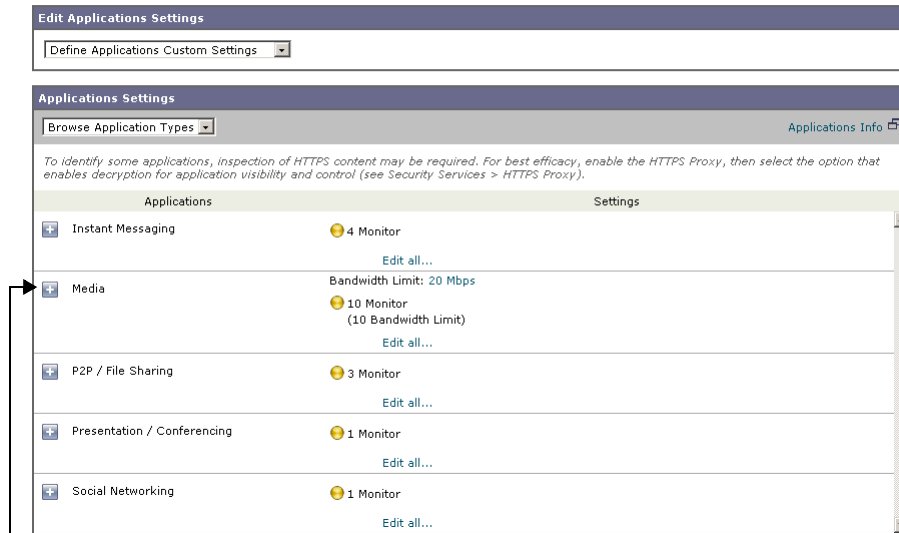 Edit Applications Settings
Define Applications Custom Settings
Applications Settings
Browse Application Types
Applications Info
To identify some applications, inspection of HTTPS content may be required. For best efficacy, enable the HTTPS Proxy, then select the option that
enables decryption for application visibility and control (see Security Services > HTTPS Proxy).
Applications Settings
Instant Messaging
4 Monitor
Edit all...
Media
Bandwidth Limit: 20 Mbps
10 Monitor
(10 Bandwidth Limit)
Edit all...
P2P / File Sharing
3 Monitor
Edit all...
Presentation / Conferencing
1 Monitor
Edit all...
Social Networking
1 Monitor
Edit all...